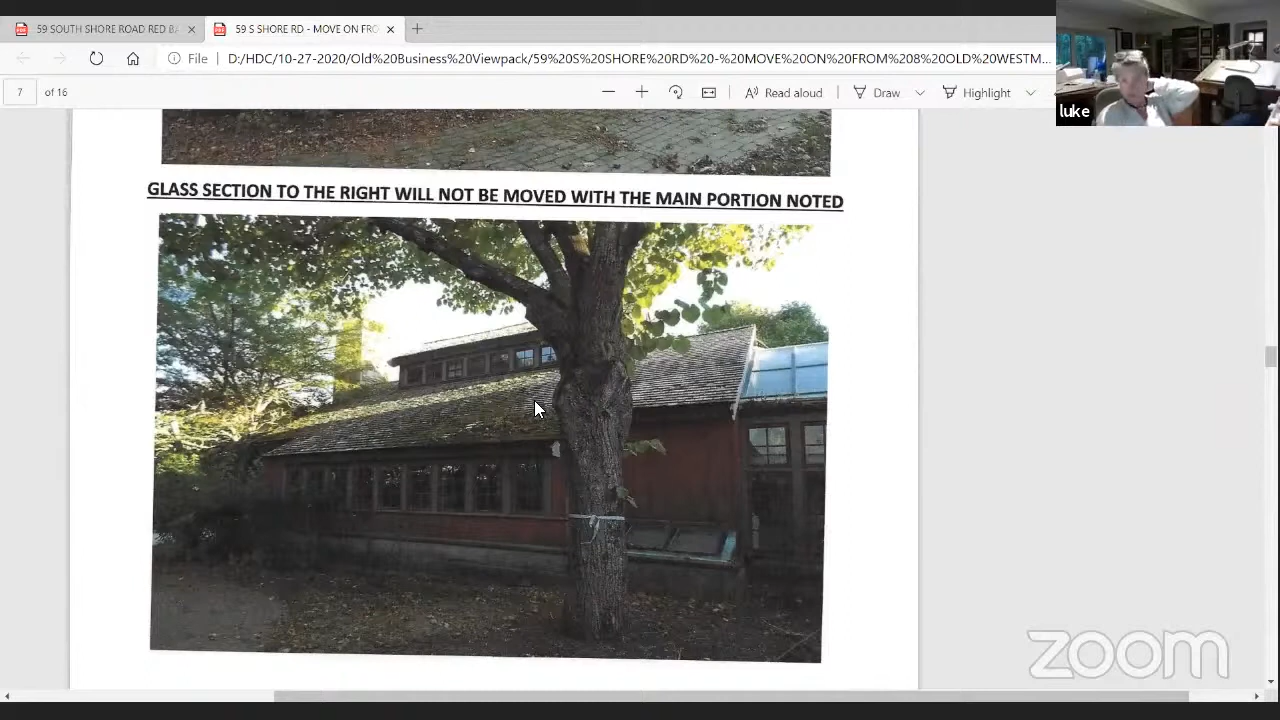 59 SOUTH SHORE ROAD RED BA
59 S SHORE RD - MOVE ON FRO
File
D:/HDC/10-27-2020/Old%20Business%20Viewpack/59%20S%20SHORE%20RD%20-%20MOVE%20ON%20FROM%208%20OLD%20WESTM...
7 of 16
Read aloud
Draw
Highlight
luke
GLASS SECTION TO THE RIGHT WILL NOT BE MOVED WITH THE MAIN PORTION NOTED
zoom